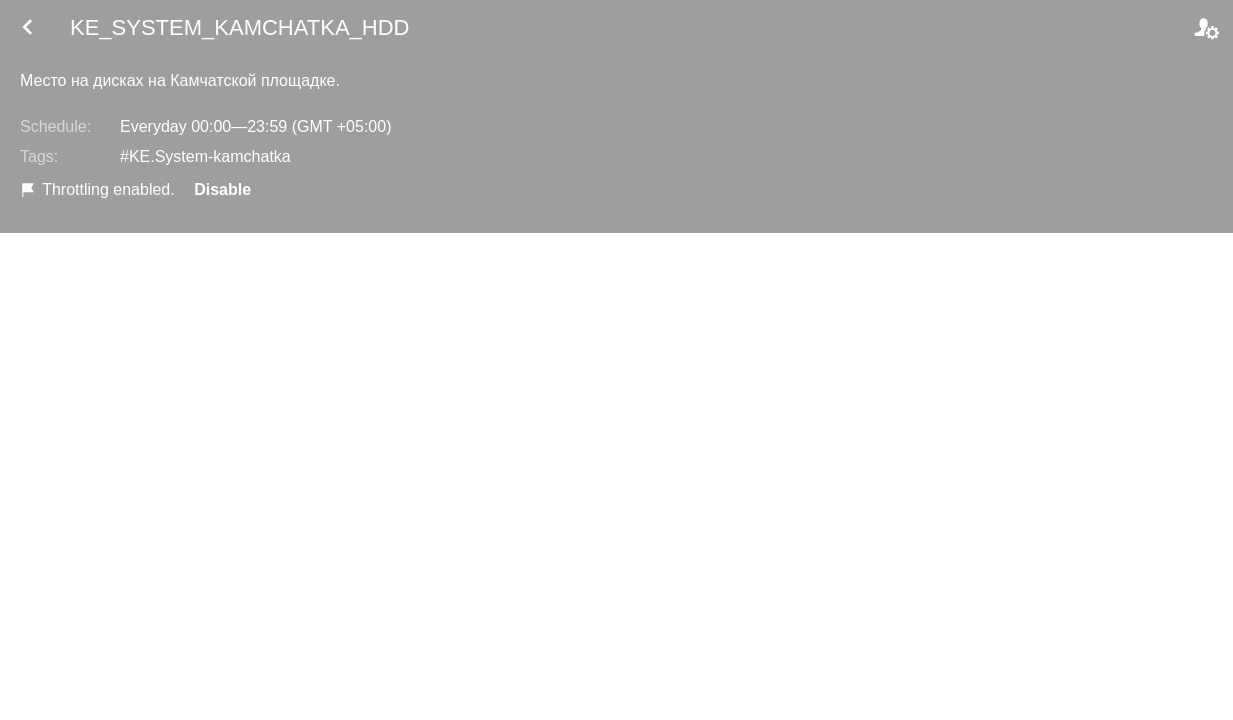 KE_SYSTEM_KAMCHATKA_HDD
Место на дисках на Камчатской площадке.
Schedule: Everyday 00:00—23:59 (GMT +05:00)
Tags: #KE.System-kamchatka
Throttling enabled. Disable